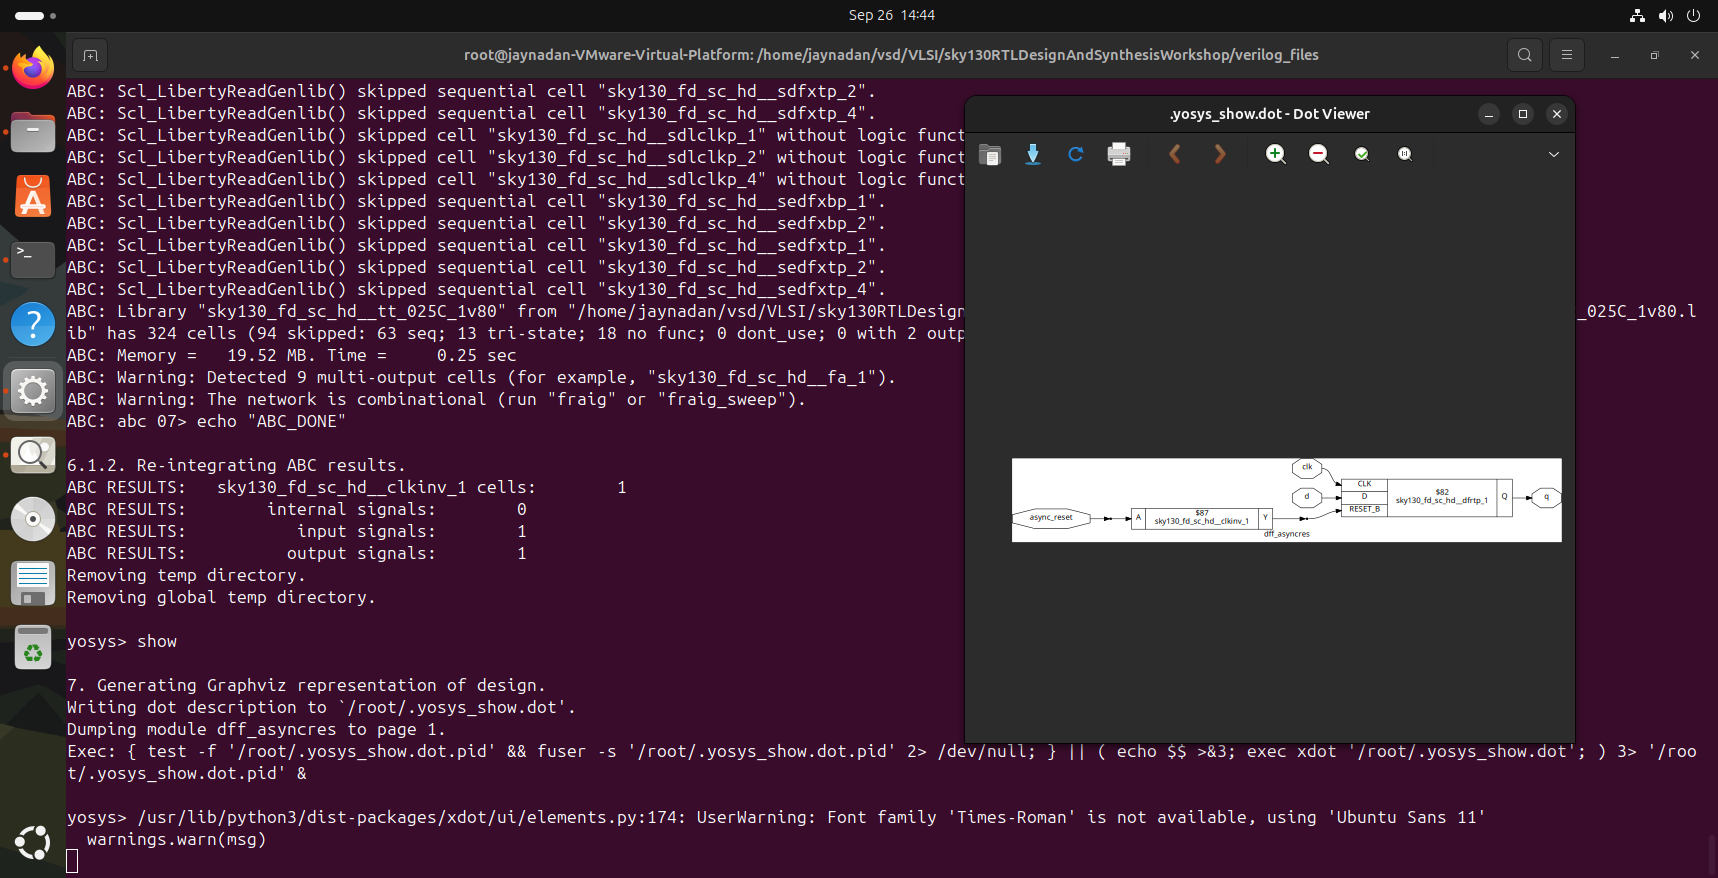 Sep 26 14:44
root@jaynadan-VMware-Virtual-Platform: /home/jaynadan/vsd/VLSI/sky130RTLDesignAndSynthesisWorkshop/verilog_files
ABC: Scl_LibertyReadGenlib() skipped sequential cell "sky130_fd_sc_hd__sdfxtp_2".
ABC: Scl_LibertyReadGenlib() skipped sequential cell "sky130_fd_sc_hd__sdfxtp_4".
ABC: Scl_LibertyReadGenlib() skipped cell "sky130_fd_sc_hd__sdlclkp_1" without logic funct
ABC: Scl_LibertyReadGenlib() skipped cell "sky130_fd_sc_hd__sdlclkp_2" without logic funct
ABC: Scl_LibertyReadGenlib() skipped cell "sky130_fd_sc_hd__sdlclkp_4" without logic funct
ABC: Scl_LibertyReadGenlib() skipped sequential cell "sky130_fd_sc_hd__sedfxbp_1".
ABC: Scl_LibertyReadGenlib() skipped sequential cell "sky130_fd_sc_hd__sedfxbp_2".
ABC: Scl_LibertyReadGenlib() skipped sequential cell "sky130_fd_sc_hd__sedfxtp_1".
ABC: Scl_LibertyReadGenlib() skipped sequential cell "sky130_fd_sc_hd__sedfxtp_2".
ABC: Scl_LibertyReadGenlib() skipped sequential cell "sky130_fd_sc_hd__sedfxtp_4".
ABC: Library "sky130_fd_sc_hd__tt_025C_1v80" from "/home/jaynadan/vsd/VLSI/sky130RTLDesign _025C_1v80.l
ib" has 324 cells (94 skipped: 63 seq; 13 tri-state; 18 no func; 0 dont_use; 0 with 2 outp
ABC: Memory =   19.52 MB. Time =     0.25 sec
ABC: Warning: Detected 9 multi-output cells (for example, "sky130_fd_sc_hd__fa_1").
ABC: Warning: The network is combinational (run "fraig" or "fraig_sweep").
ABC: abc 07> echo "ABC_DONE"
6.1.2. Re-integrating ABC results.
ABC RESULTS:   sky130_fd_sc_hd__clkinv_1 cells:        1
ABC RESULTS:        internal signals:        0
ABC RESULTS:           input signals:        1
ABC RESULTS:          output signals:        1
Removing temp directory.
Removing global temp directory.
yosys> show
7. Generating Graphviz representation of design.
Writing dot description to `/root/.yosys_show.dot'.
Dumping module dff_asyncres to page 1.
Exec: { test -f '/root/.yosys_show.dot.pid' && fuser -s '/root/.yosys_show.dot.pid' 2> /dev/null; } || ( echo $$ >&3; exec xdot '/root/.yosys_show.dot'; ) 3> '/roo
t/.yosys_show.dot.pid' &
yosys> /usr/lib/python3/dist-packages/xdot/ui/elements.py:174: UserWarning: Font family 'Times-Roman' is not available, using 'Ubuntu Sans 11'
  warnings.warn(msg)
.yosys_show.dot - Dot Viewer
clk
d
async_reset
A
$87
sky130_fd_sc_hd__clkinv_1
Y
CLK
D
RESET_B
$82
sky130_fd_sc_hd__dfrtp_1
Q
q
dff_asyncres